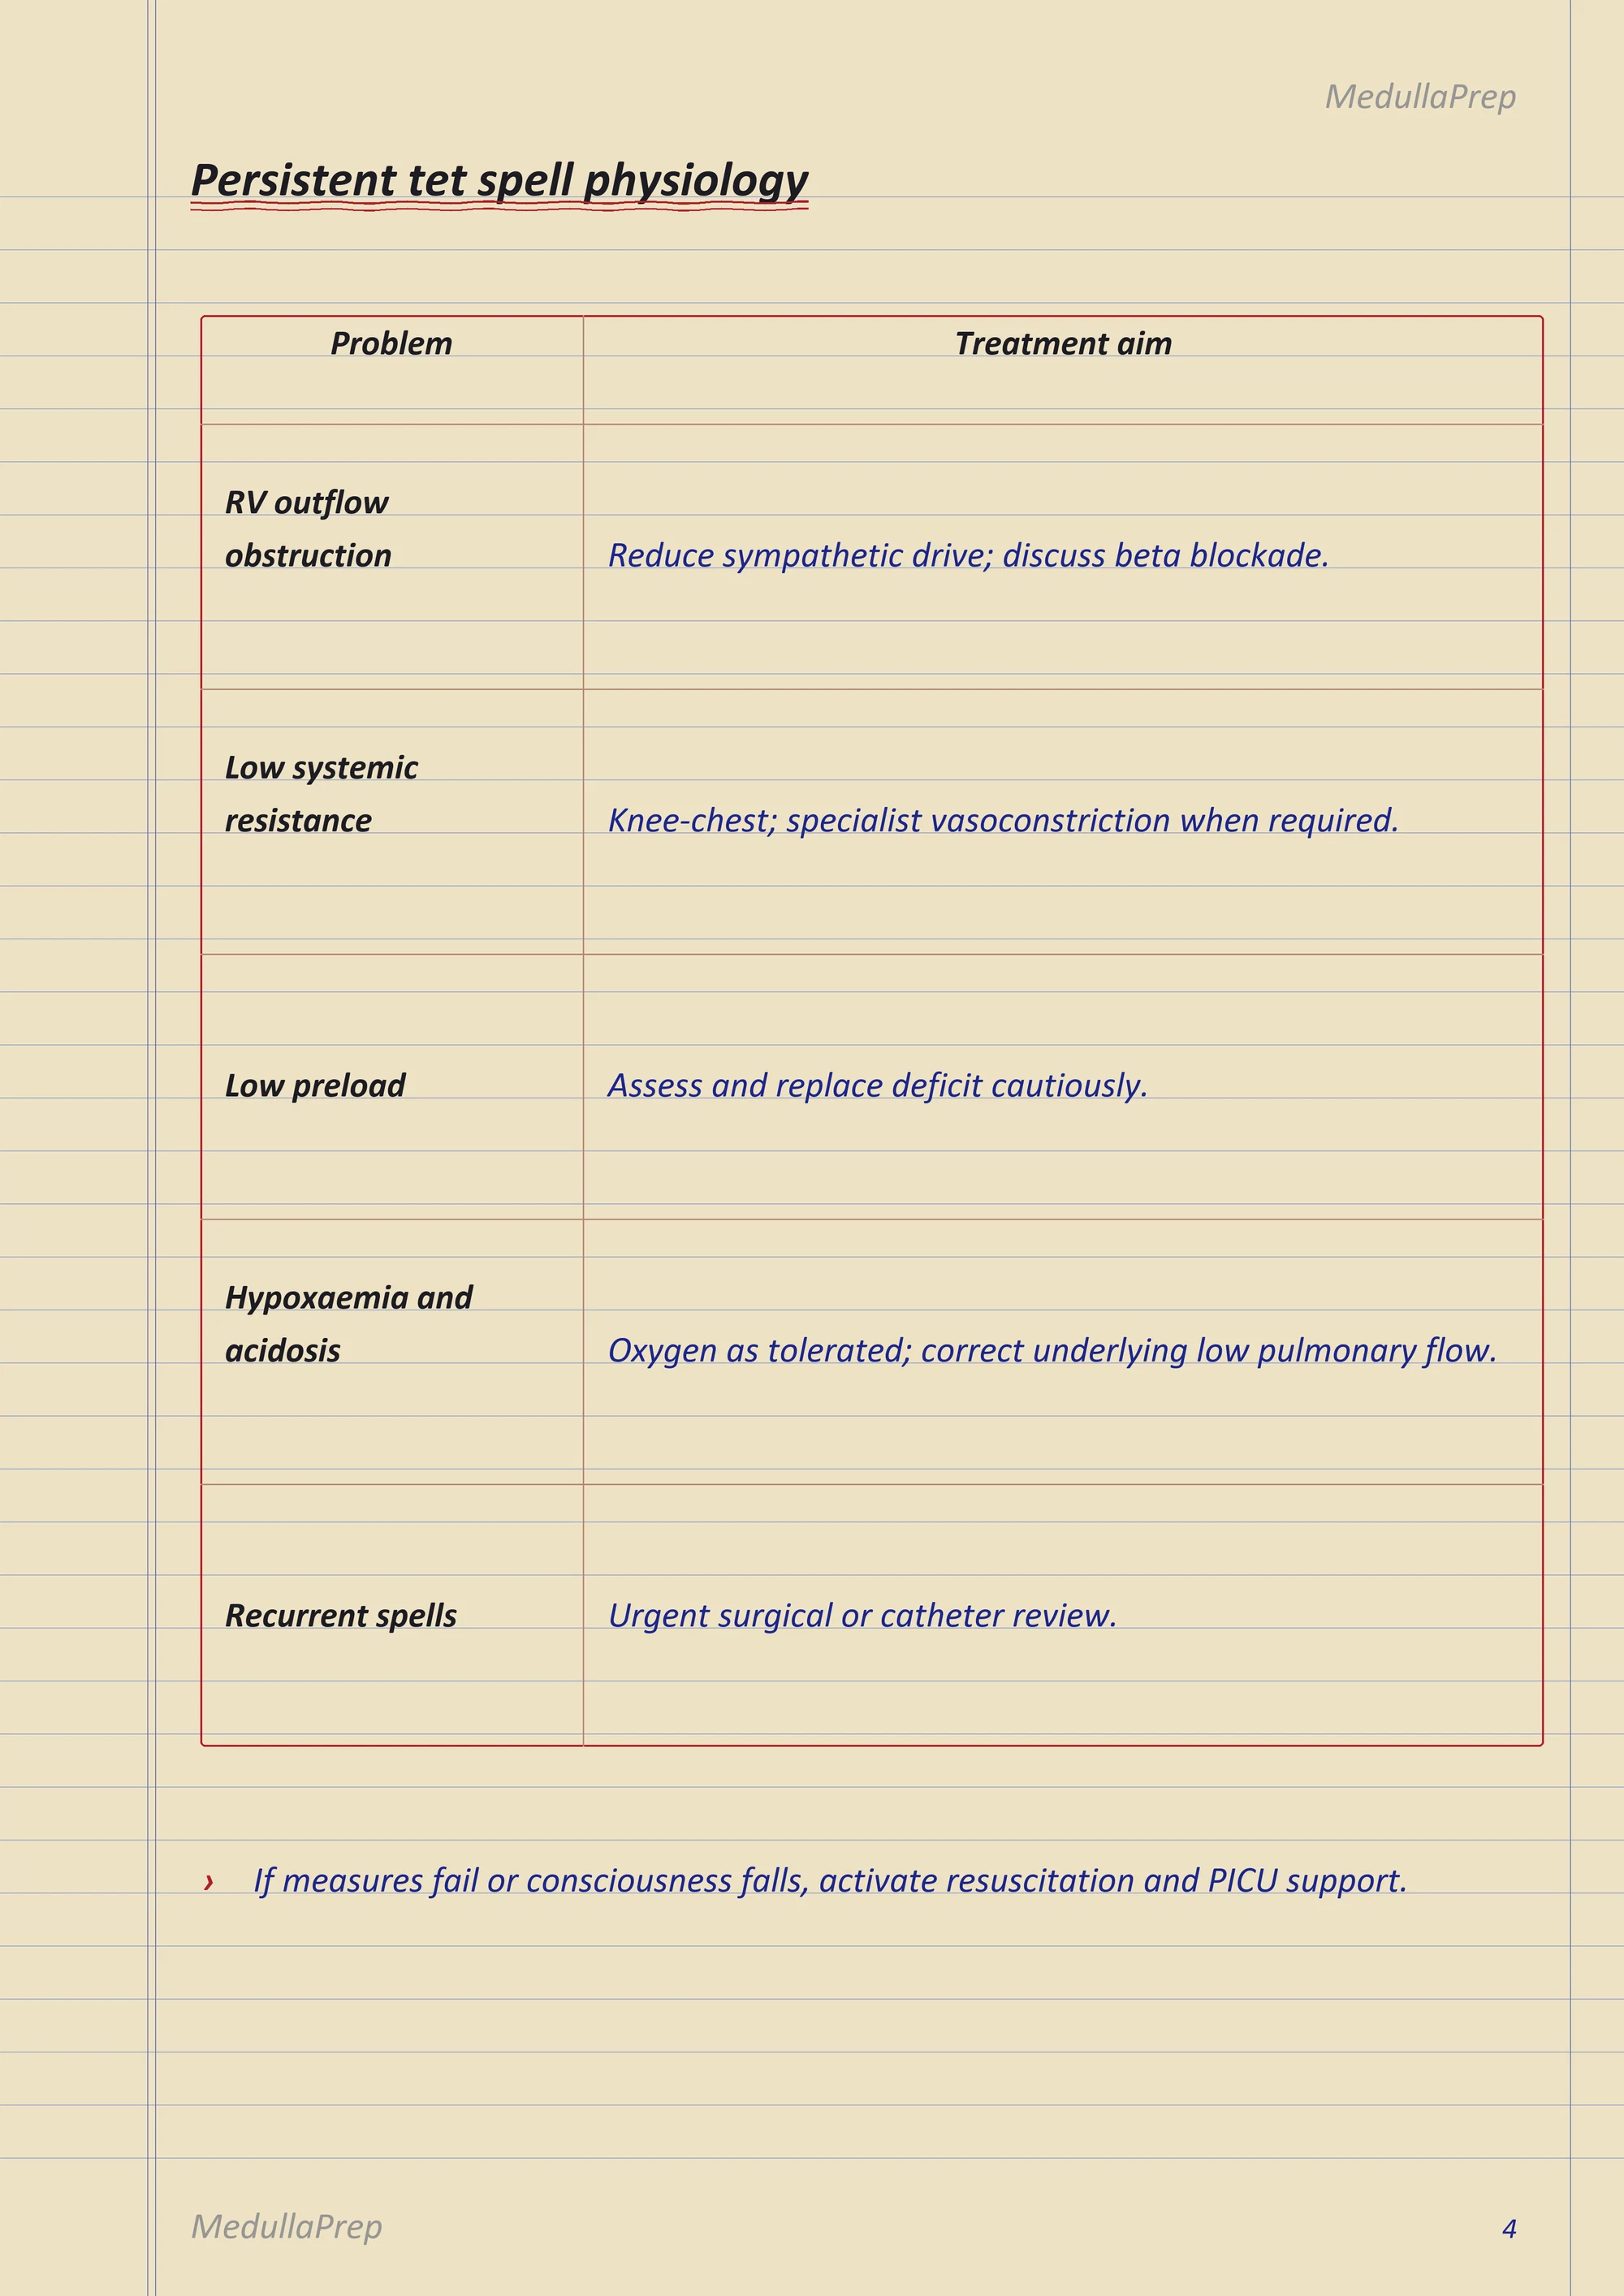 MedullaPrep
Persistent tet spell physiology
Problem
Treatment aim
RV outflow
obstruction
Reduce sympathetic drive; discuss beta blockade.
Low systemic
resistance
Knee-chest; specialist vasoconstriction when required.
Low preload
Assess and replace deficit cautiously.
Hypoxaemia and
acidosis
Oxygen as tolerated; correct underlying low pulmonary flow.
Recurrent spells
Urgent surgical or catheter review.
› If measures fail or consciousness falls, activate resuscitation and PICU support.
MedullaPrep
4